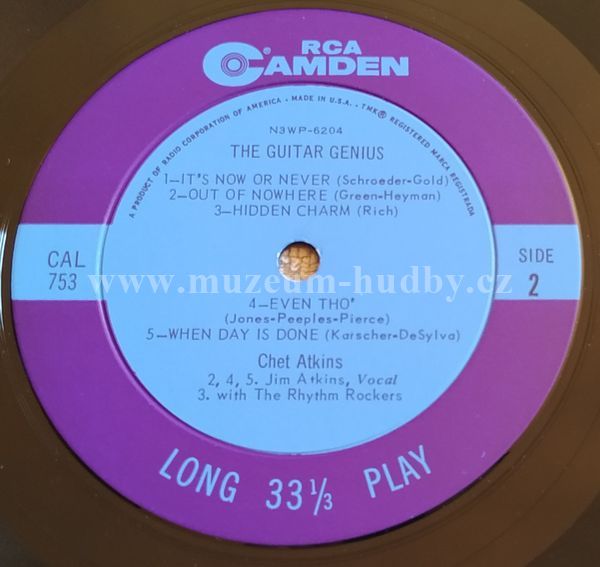 RCA
CAMDEN
A PRODUCT OF RADIO CORPORATION OF AMERICA • MADE IN U.S.A. • TMK® REGISTERED MARCA REGISTRADA
N3WP-6204
THE GUITAR GENIUS
1—IT'S NOW OR NEVER (Schroeder-Gold)
2—OUT OF NOWHERE (Green-Heyman)
3—HIDDEN CHARM (Rich)
CAL
753
SIDE
2
www.muzeum-hudby.cz
4—EVEN THO'
(Jones-Peeples-Pierce)
5—WHEN DAY IS DONE (Karscher-DeSylva)
Chet Atkins
2, 4, 5. Jim Atkins, Vocal
3. with The Rhythm Rockers
LONG 33 1/3 PLAY